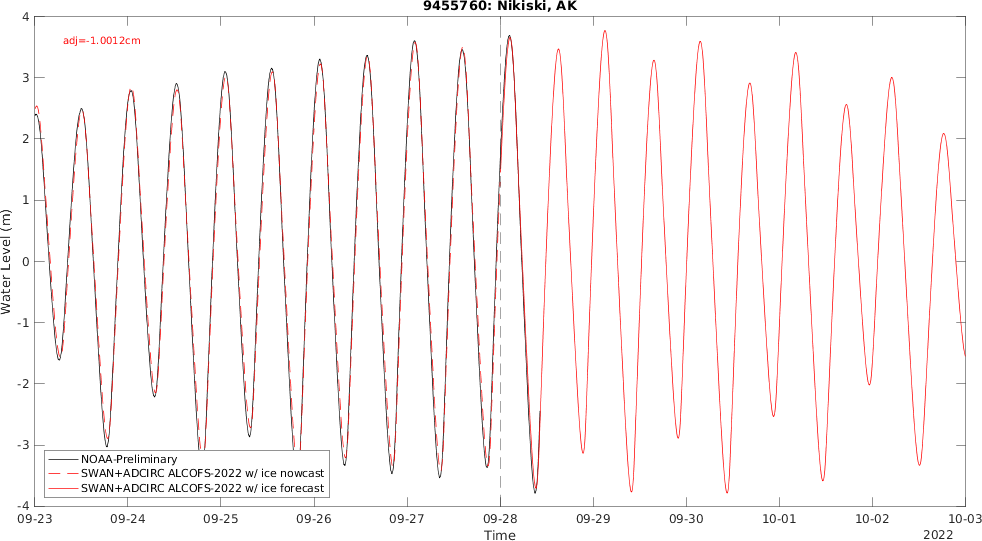 9455760: Nikiski, AK
adj=-1.0012cm
4
3
2
1
0
-1
-2
-3
-4
Water Level (m)
NOAA-Preliminary
SWAN+ADCIRC ALCOFS-2022 w/ ice nowcast
SWAN+ADCIRC ALCOFS-2022 w/ ice forecast
09-23 09-24 09-25 09-26 09-27 09-28 09-29 09-30 10-01 10-02 10-03
Time
2022